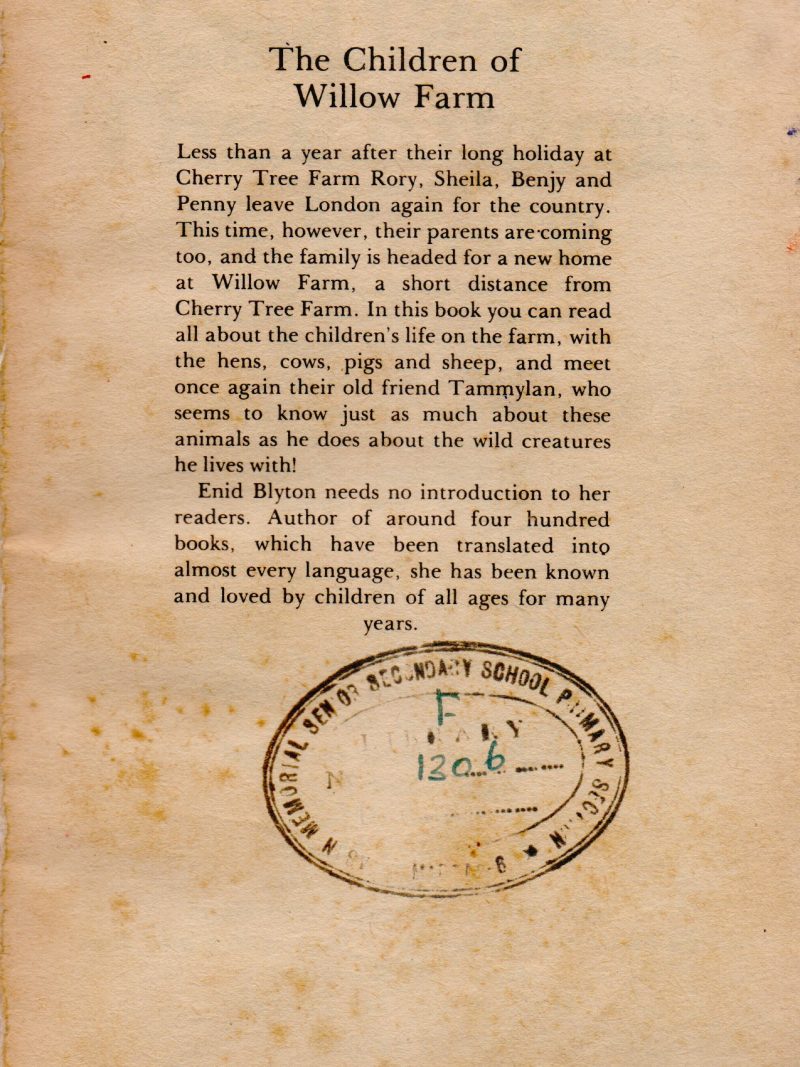 The Children of
Willow Farm
Less than a year after their long holiday at
Cherry Tree Farm Rory, Sheila, Benjy and
Penny leave London again for the country.
This time, however, their parents are coming
too, and the family is headed for a new home
at Willow Farm, a short distance from
Cherry Tree Farm. In this book you can read
all about the children's life on the farm, with
the hens, cows, pigs and sheep, and meet
once again their old friend Tammylan, who
seems to know just as much about these
animals as he does about the wild creatures
he lives with!
Enid Blyton needs no introduction to her
readers. Author of around four hundred
books, which have been translated into
almost every language, she has been known
and loved by children of all ages for many
years.
MEMORIAL SENIOR SECONDARY SCHOOL PRIMARY SECTION
F
LIBRARY
1206